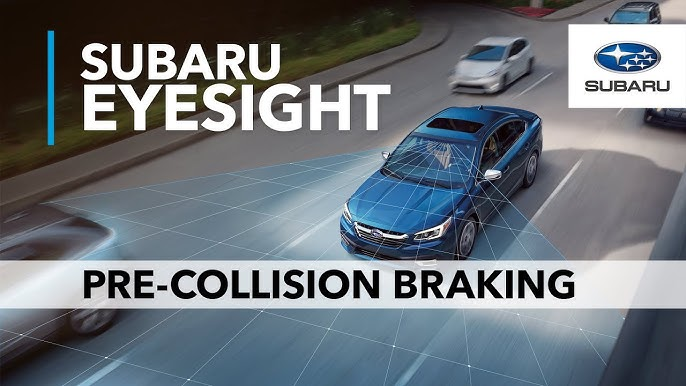 SUBARU
EYESIGHT
SUBARU
PRE-COLLISION BRAKING